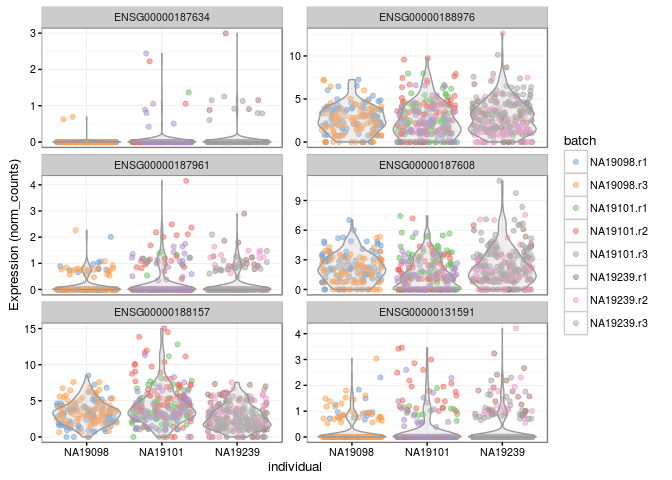 ENSG00000187634
ENSG00000188976
3
2
1
0
10
5
0
ENSG00000187961
ENSG00000187608
4
3
2
1
0
9
6
3
0
ENSG00000188157
ENSG00000131591
15
10
5
0
4
3
2
1
0
NA19098
NA19101
NA19239
NA19098
NA19101
NA19239
individual
Expression (norm_counts)
batch
NA19098.r1
NA19098.r3
NA19101.r1
NA19101.r2
NA19101.r3
NA19239.r1
NA19239.r2
NA19239.r3